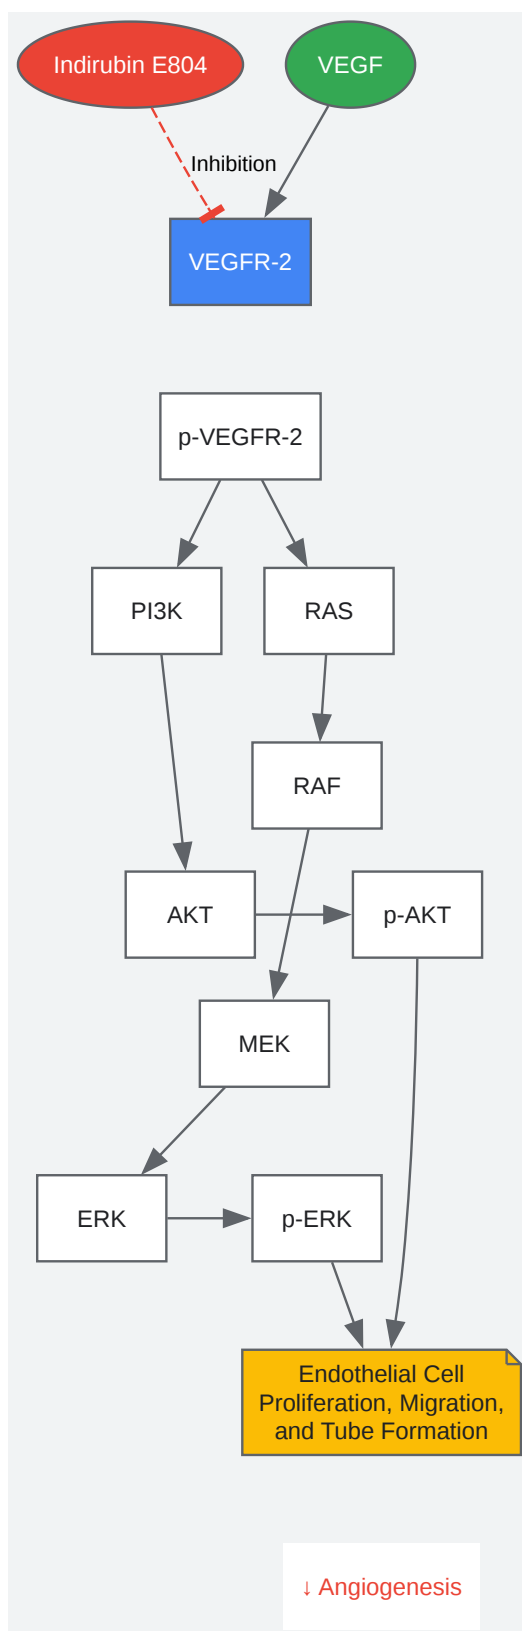 Indirubin E804
VEGF
Inhibition
VEGFR-2
p-VEGFR-2
PI3K
RAS
RAF
AKT
p-AKT
MEK
ERK
p-ERK
Endothelial Cell
Proliferation, Migration,
and Tube Formation
↓ Angiogenesis